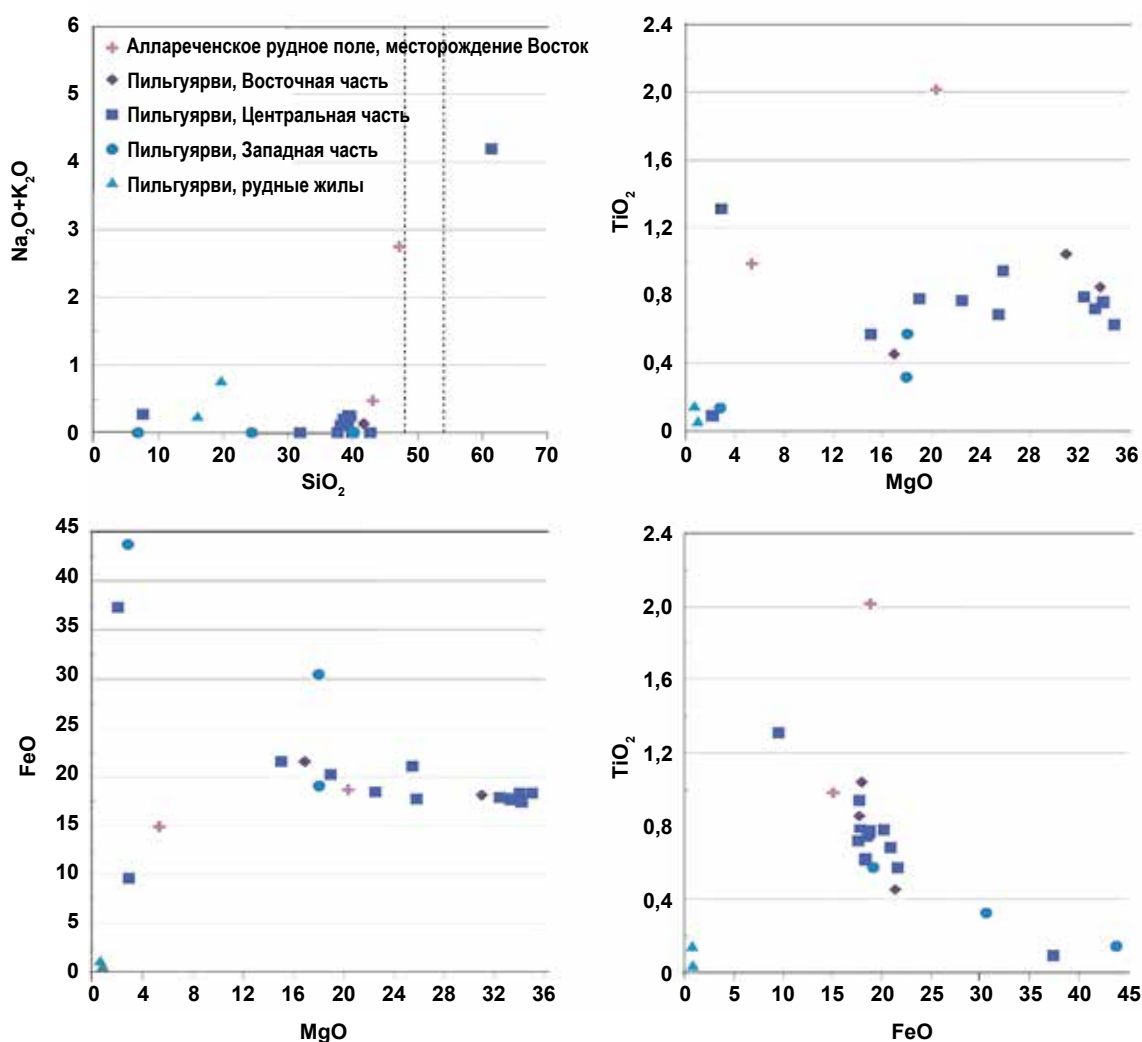 6
5
4
3
2
1
0
Na₂O+K₂O
Аллареченское рудное поле, месторождение Восток
Пильгуярви, Восточная часть
Пильгуярви, Центральная часть
Пильгуярви, Западная часть
Пильгуярви, рудные жилы
0 10 20 30 40 50 60 70
SiO₂
2.4
2,0
1,6
1,2
0,8
0,4
0
TiO₂
0 4 8 12 16 20 24 28 32 36
MgO
45
40
35
30
25
20
15
10
5
0
FeO
0 4 8 12 16 20 24 28 32 36
MgO
2.4
2,0
1,6
1,2
0,8
0,4
0
TiO₂
0 5 10 15 20 25 30 35 40 45
FeO